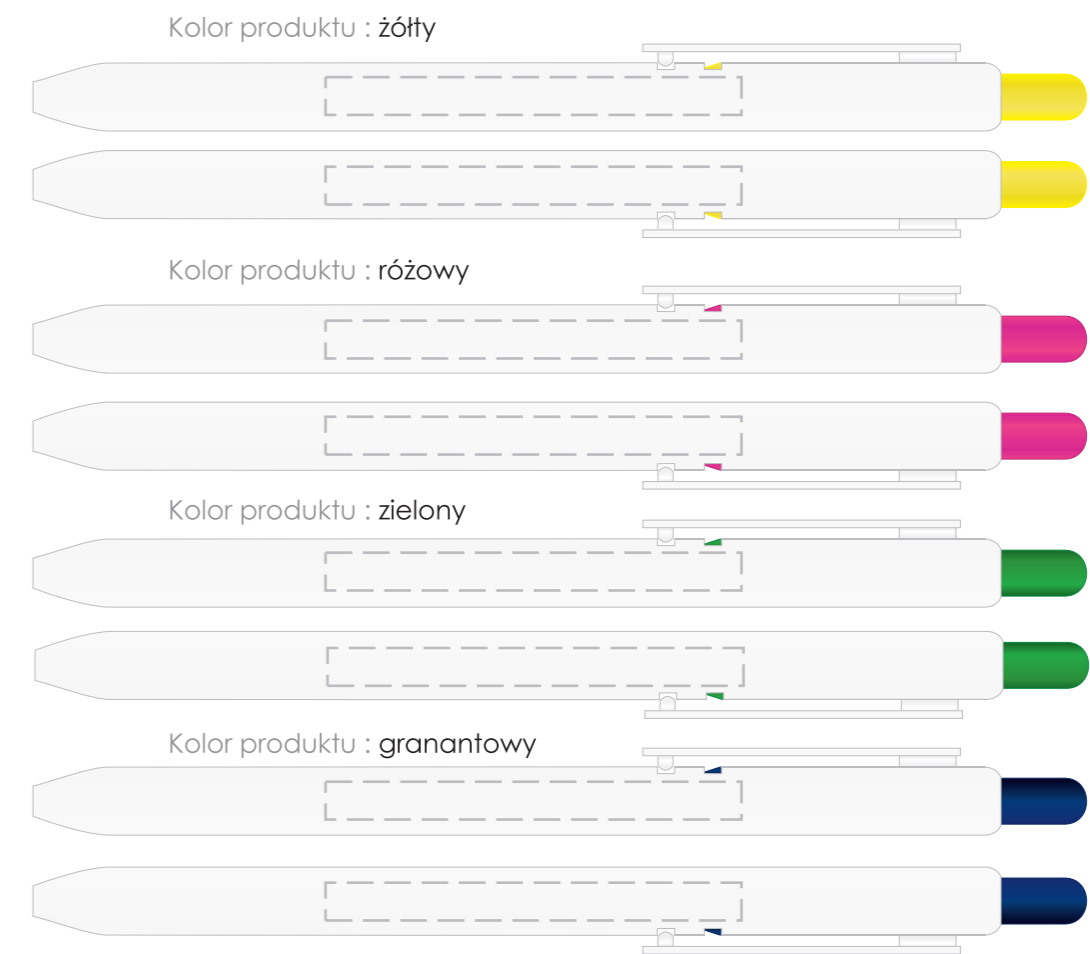 Kolor produktu : żółty
Kolor produktu : różowy
Kolor produktu : zielony
Kolor produktu : granantowy